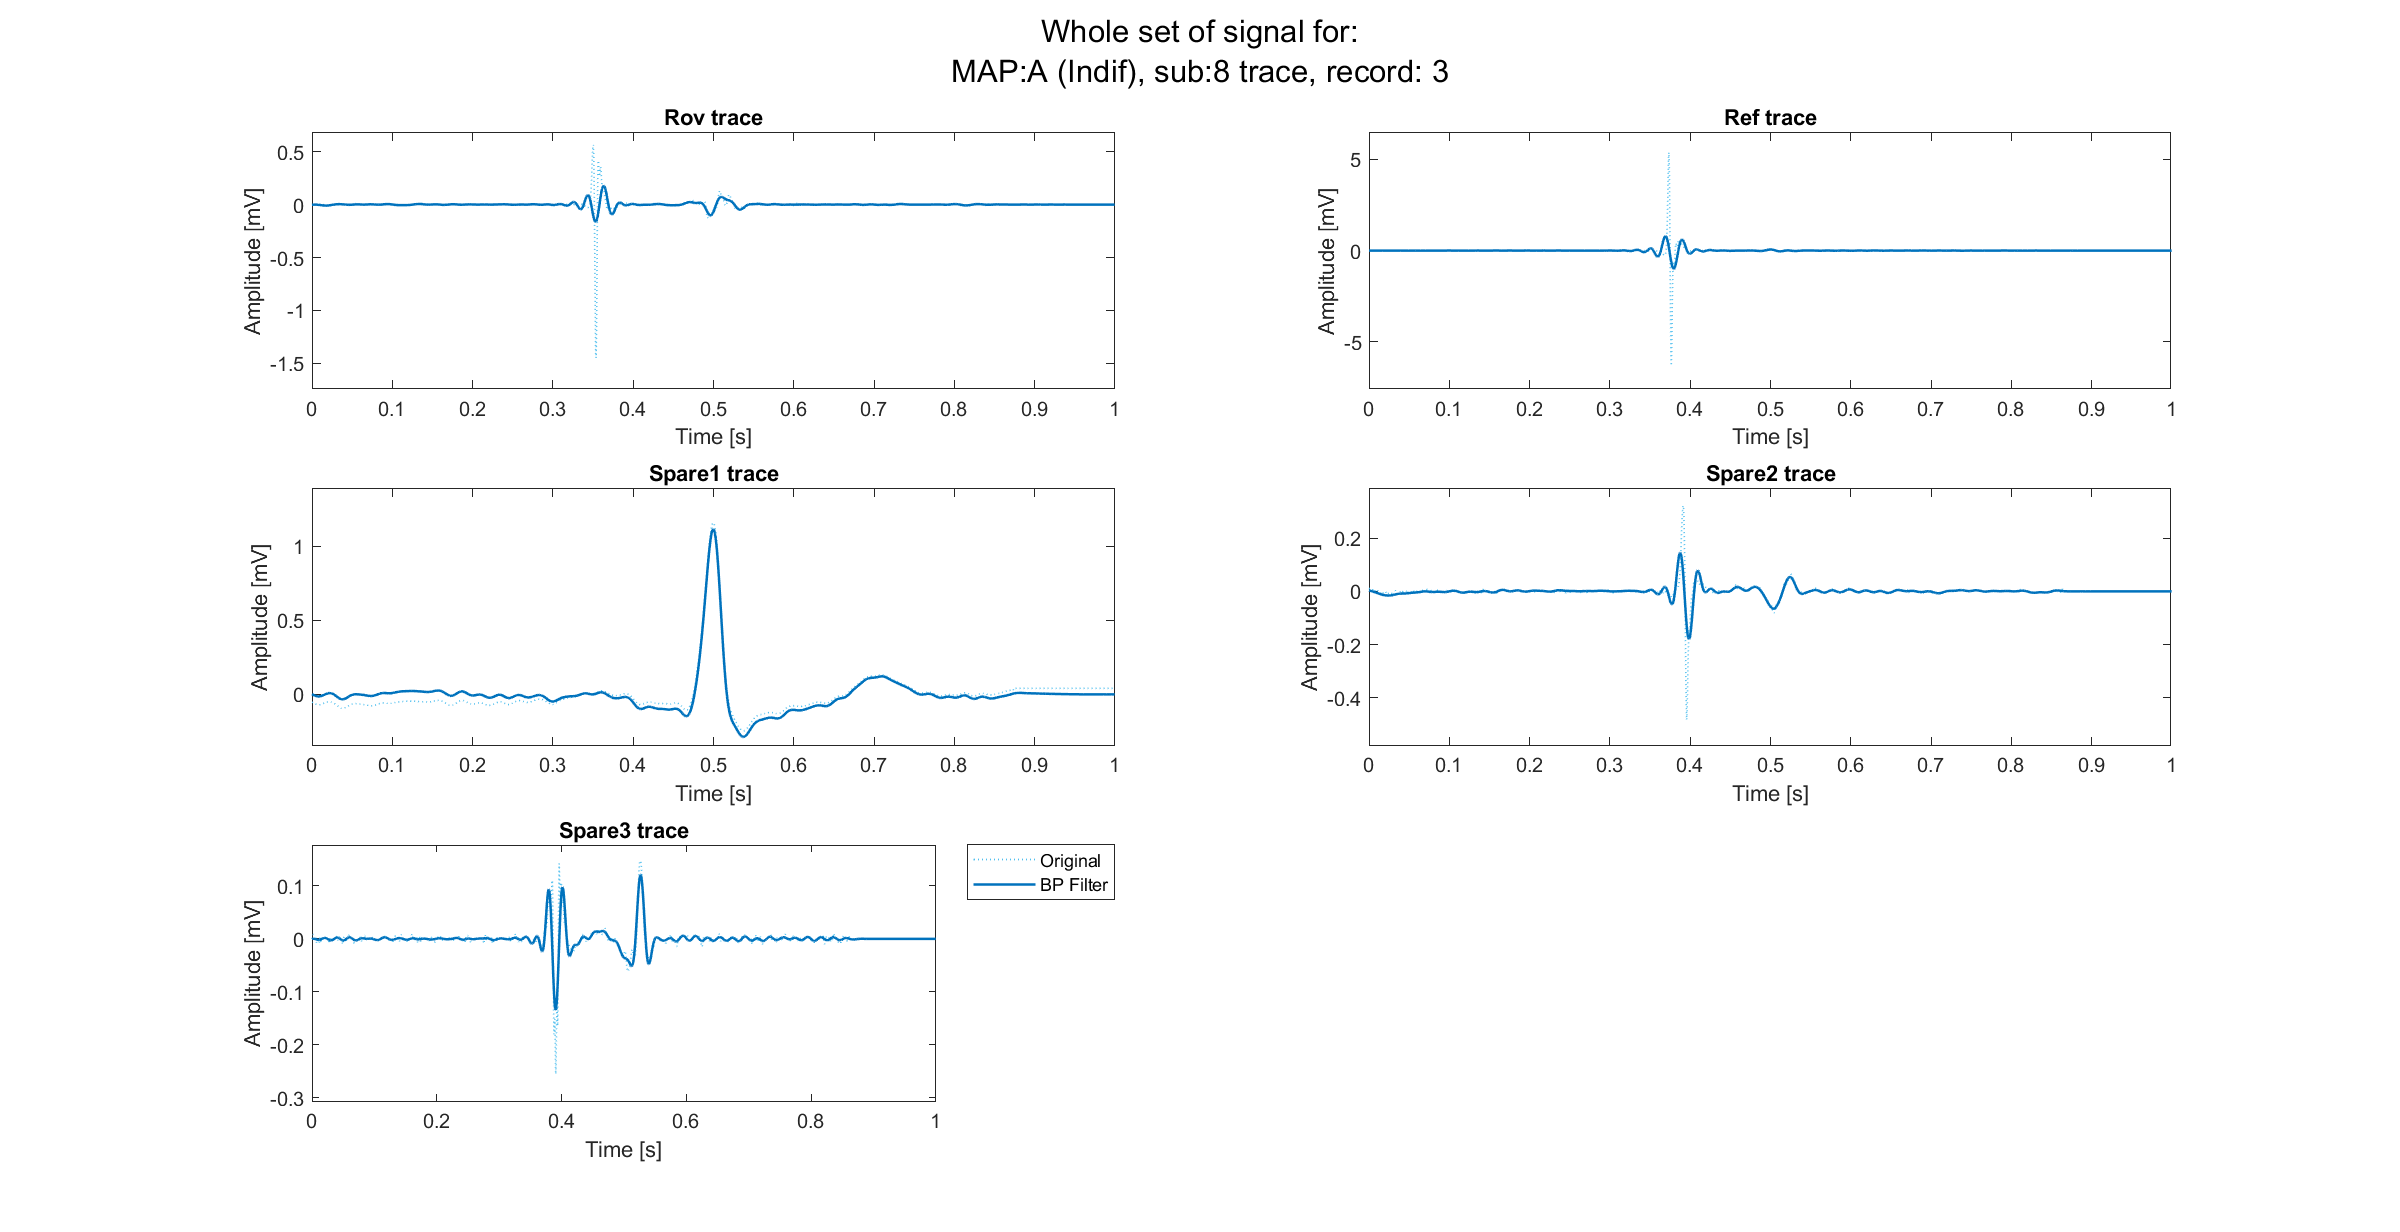 Whole set of signal for:
MAP:A (Indif), sub:8 trace, record: 3
Rov trace
0.5
0
-0.5
-1
-1.5
Amplitude [mV]
0 0.1 0.2 0.3 0.4 0.5 0.6 0.7 0.8 0.9 1
Time [s]
Ref trace
5
0
-5
Amplitude [mV]
0 0.1 0.2 0.3 0.4 0.5 0.6 0.7 0.8 0.9 1
Time [s]
Spare1 trace
1
0.5
0
Amplitude [mV]
0 0.1 0.2 0.3 0.4 0.5 0.6 0.7 0.8 0.9 1
Time [s]
Spare2 trace
0.2
0
-0.2
-0.4
Amplitude [mV]
0 0.1 0.2 0.3 0.4 0.5 0.6 0.7 0.8 0.9 1
Time [s]
Spare3 trace
0.1
0
-0.1
-0.2
-0.3
Amplitude [mV]
0 0.2 0.4 0.6 0.8 1
Time [s]
Original
BP Filter